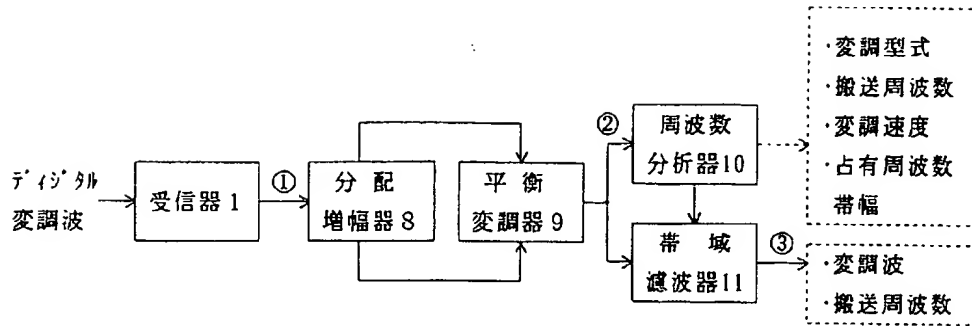 ディジタル
変調波
受信器1
①
分配
増幅器8
平衡
変調器9
②
周波数
分析器10
帯域
濾波器11
③
・変調型式
・搬送周波数
・変調速度
・占有周波数
帯幅
・変調波
・搬送周波数